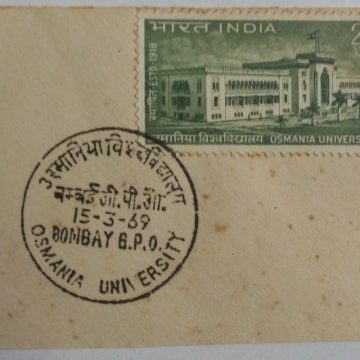 भारत INDIA
स्थापित-ESTD-1918
उस्मानिया विश्वविद्यालय OSMANIA UNIVERS
उस्मानिया विश्वविद्यालय
बम्बई जी.पी.ओ.
15-3-69
BOMBAY G.P.O.
OSMANIA UNIVERSITY